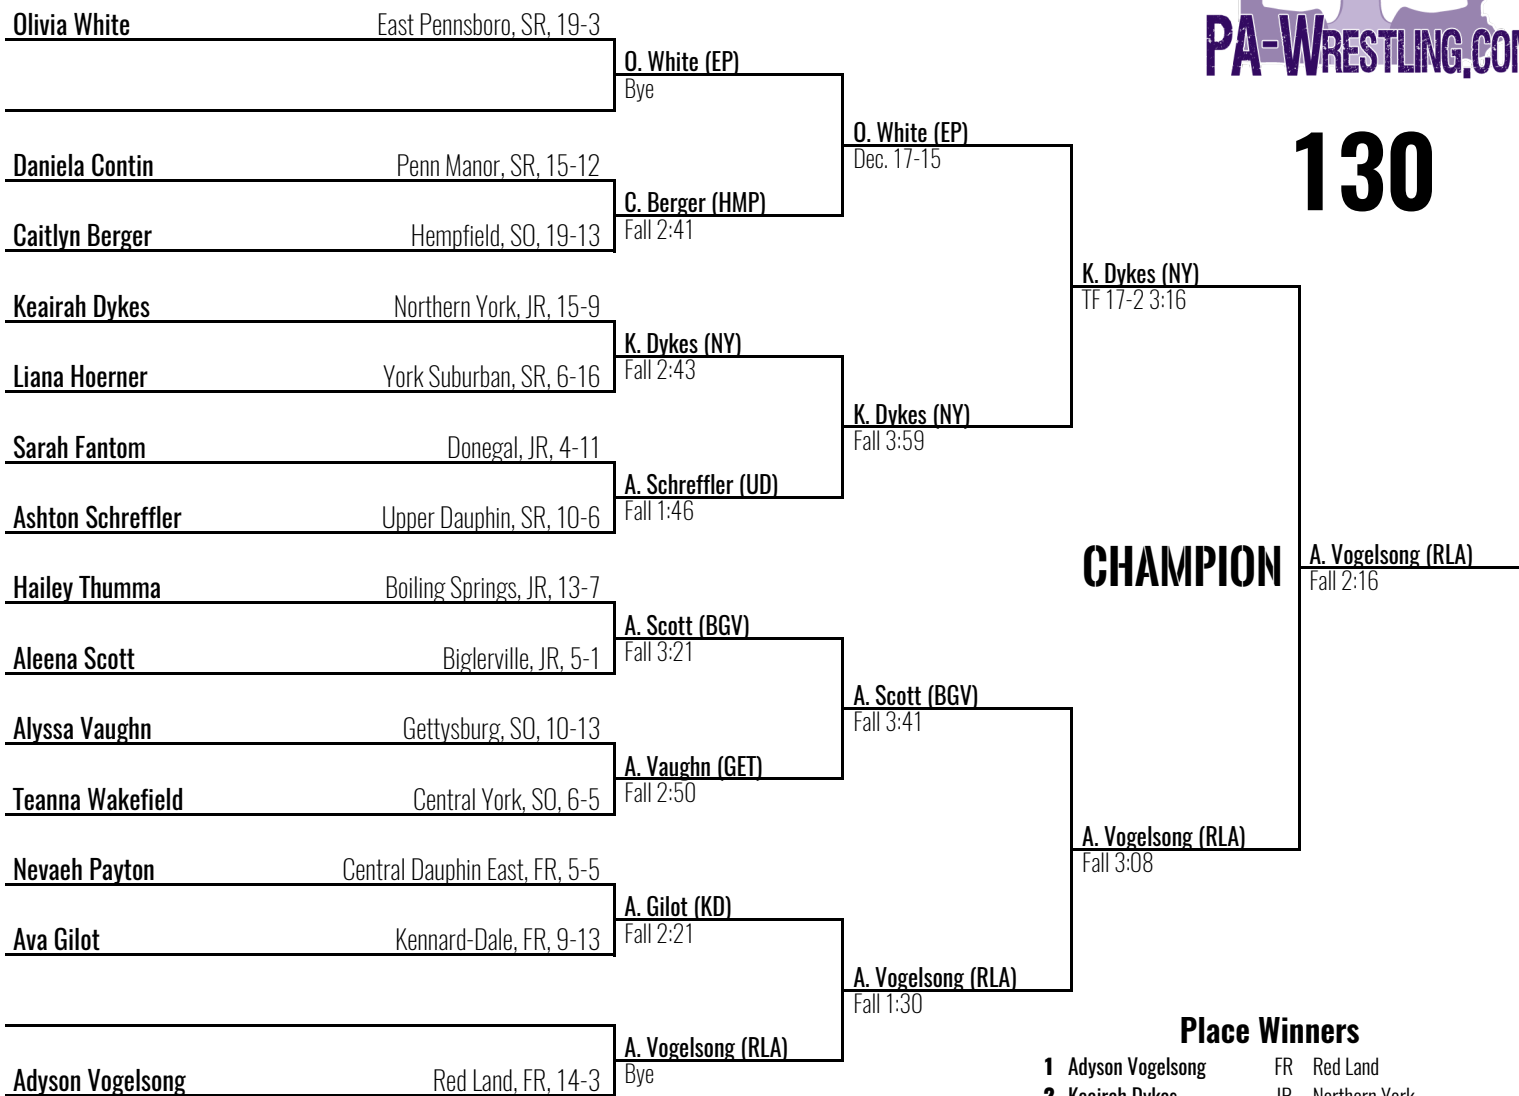 Olivia White East Pennsboro, SR, 19-3
O. White (EP)
Bye
Daniela Contin Penn Manor, SR, 15-12
Caitlyn Berger Hempfield, SO, 19-13
C. Berger (HMP)
Fall 2:41
O. White (EP)
Dec. 17-15
Keairah Dykes Northern York, JR, 15-9
Liana Hoerner York Suburban, SR, 6-16
K. Dykes (NY)
Fall 2:43
Sarah Fantom Donegal, JR, 4-11
Ashton Schreffler Upper Dauphin, SR, 10-6
A. Schreffler (UD)
Fall 1:46
K. Dykes (NY)
Fall 3:59
K. Dykes (NY)
TF 17-2 3:16
Hailey Thumma Boiling Springs, JR, 13-7
Aleena Scott Biglerville, JR, 5-1
A. Scott (BGV)
Fall 3:21
Alyssa Vaughn Gettysburg, SO, 10-13
Teanna Wakefield Central York, SO, 6-5
A. Vaughn (GET)
Fall 2:50
A. Scott (BGV)
Fall 3:41
Nevaeh Payton Central Dauphin East, FR, 5-5
Ava Gilot Kennard-Dale, FR, 9-13
A. Gilot (KD)
Fall 2:21
Adyson Vogelsong Red Land, FR, 14-3
A. Vogelsong (RLA)
Bye
A. Vogelsong (RLA)
Fall 1:30
A. Vogelsong (RLA)
Fall 3:08
PA-WRESTLING.CO
130
CHAMPION
A. Vogelsong (RLA)
Fall 2:16
Place Winners
1 Adyson Vogelsong FR Red Land
2 Keairah Dykes JR Northern York